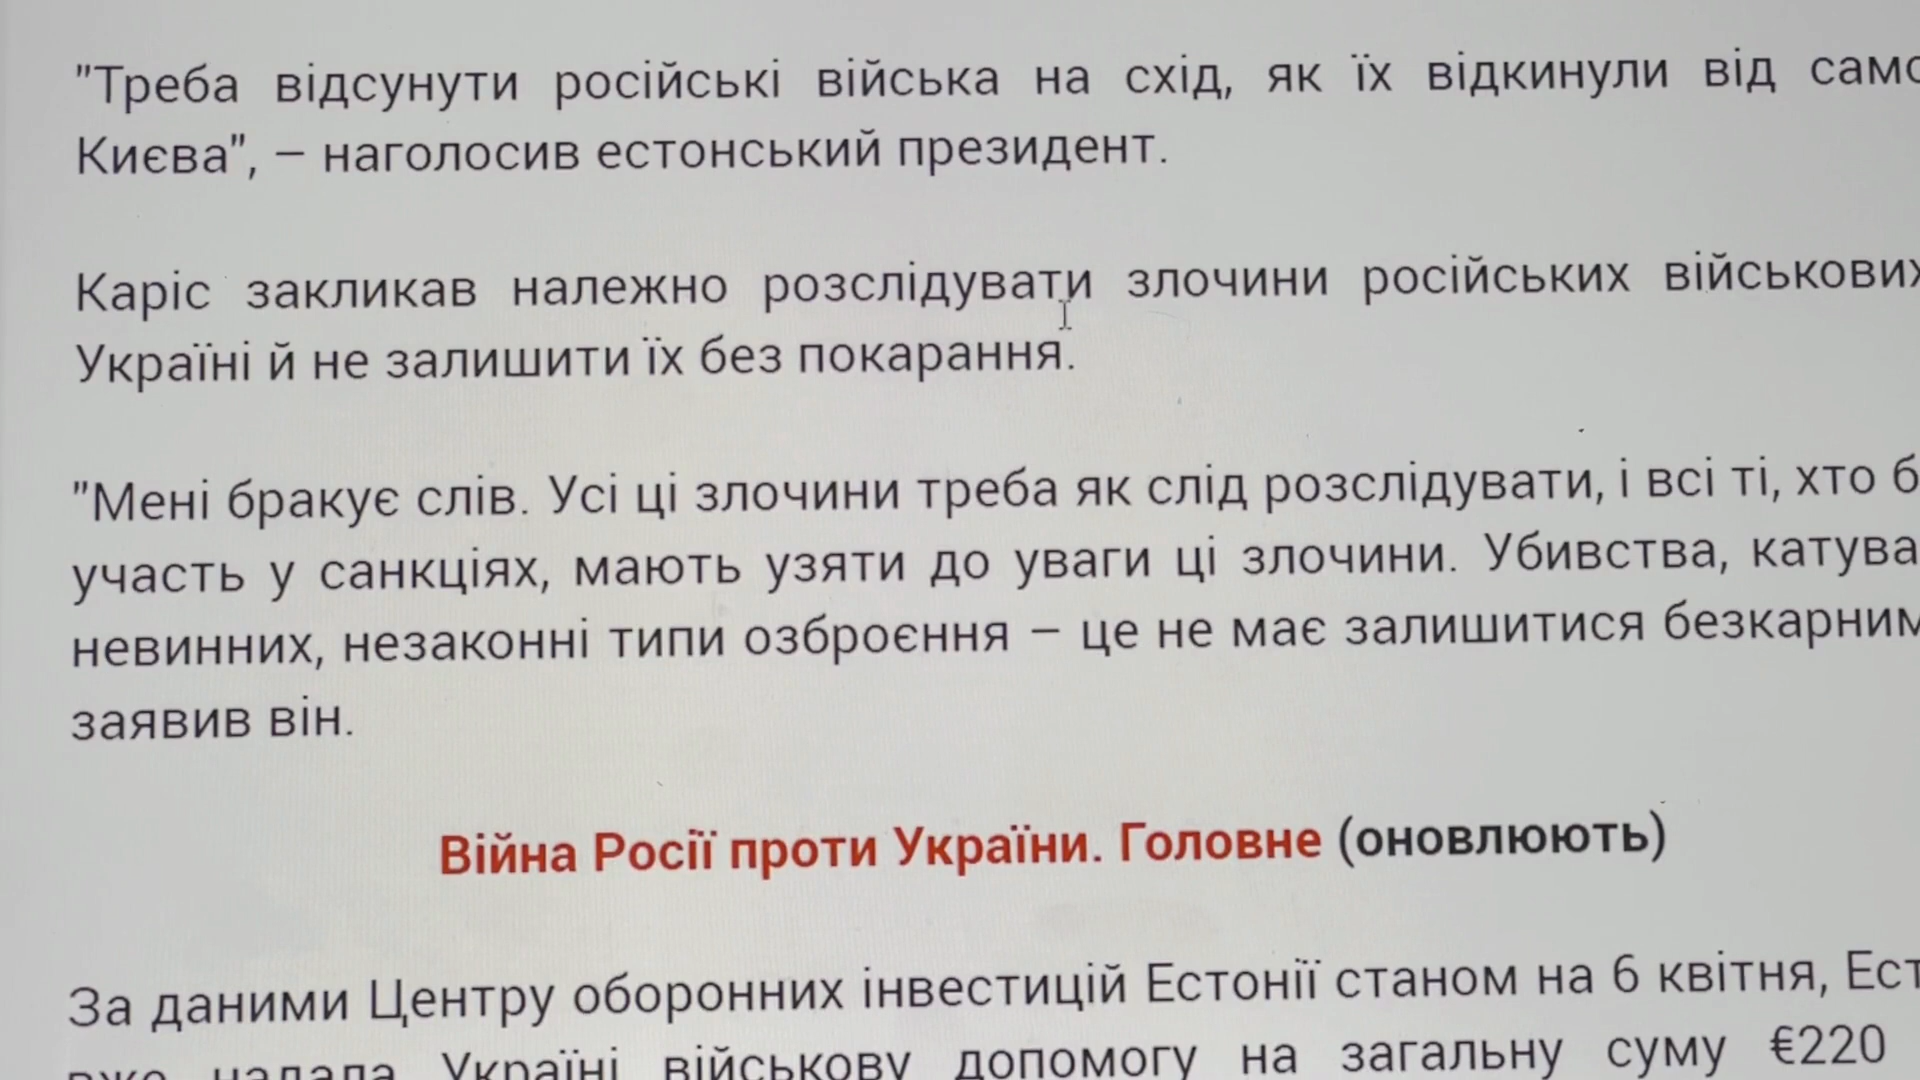 "Треба відсунути російські війська на схід, як їх відкинули від
Києва", – наголосив естонський президент.
Каріс закликав належно розслідувати злочини російських військових
Україні й не залишити їх без покарання.
"Мені бракує слів. Усі ці злочини треба як слід розслідувати, і всі ті, хто
участь у санкціях, мають узяти до уваги ці злочини. Убивства,
невинних, незаконні типи озброєння – це не має залишитися
заявив він.
Війна Росії проти України. Головне (оновлюють)
За даними Центру оборонних інвестицій Естонії станом на 6 квітня,
вже надала Україні військову допомогу на загальну суму €220